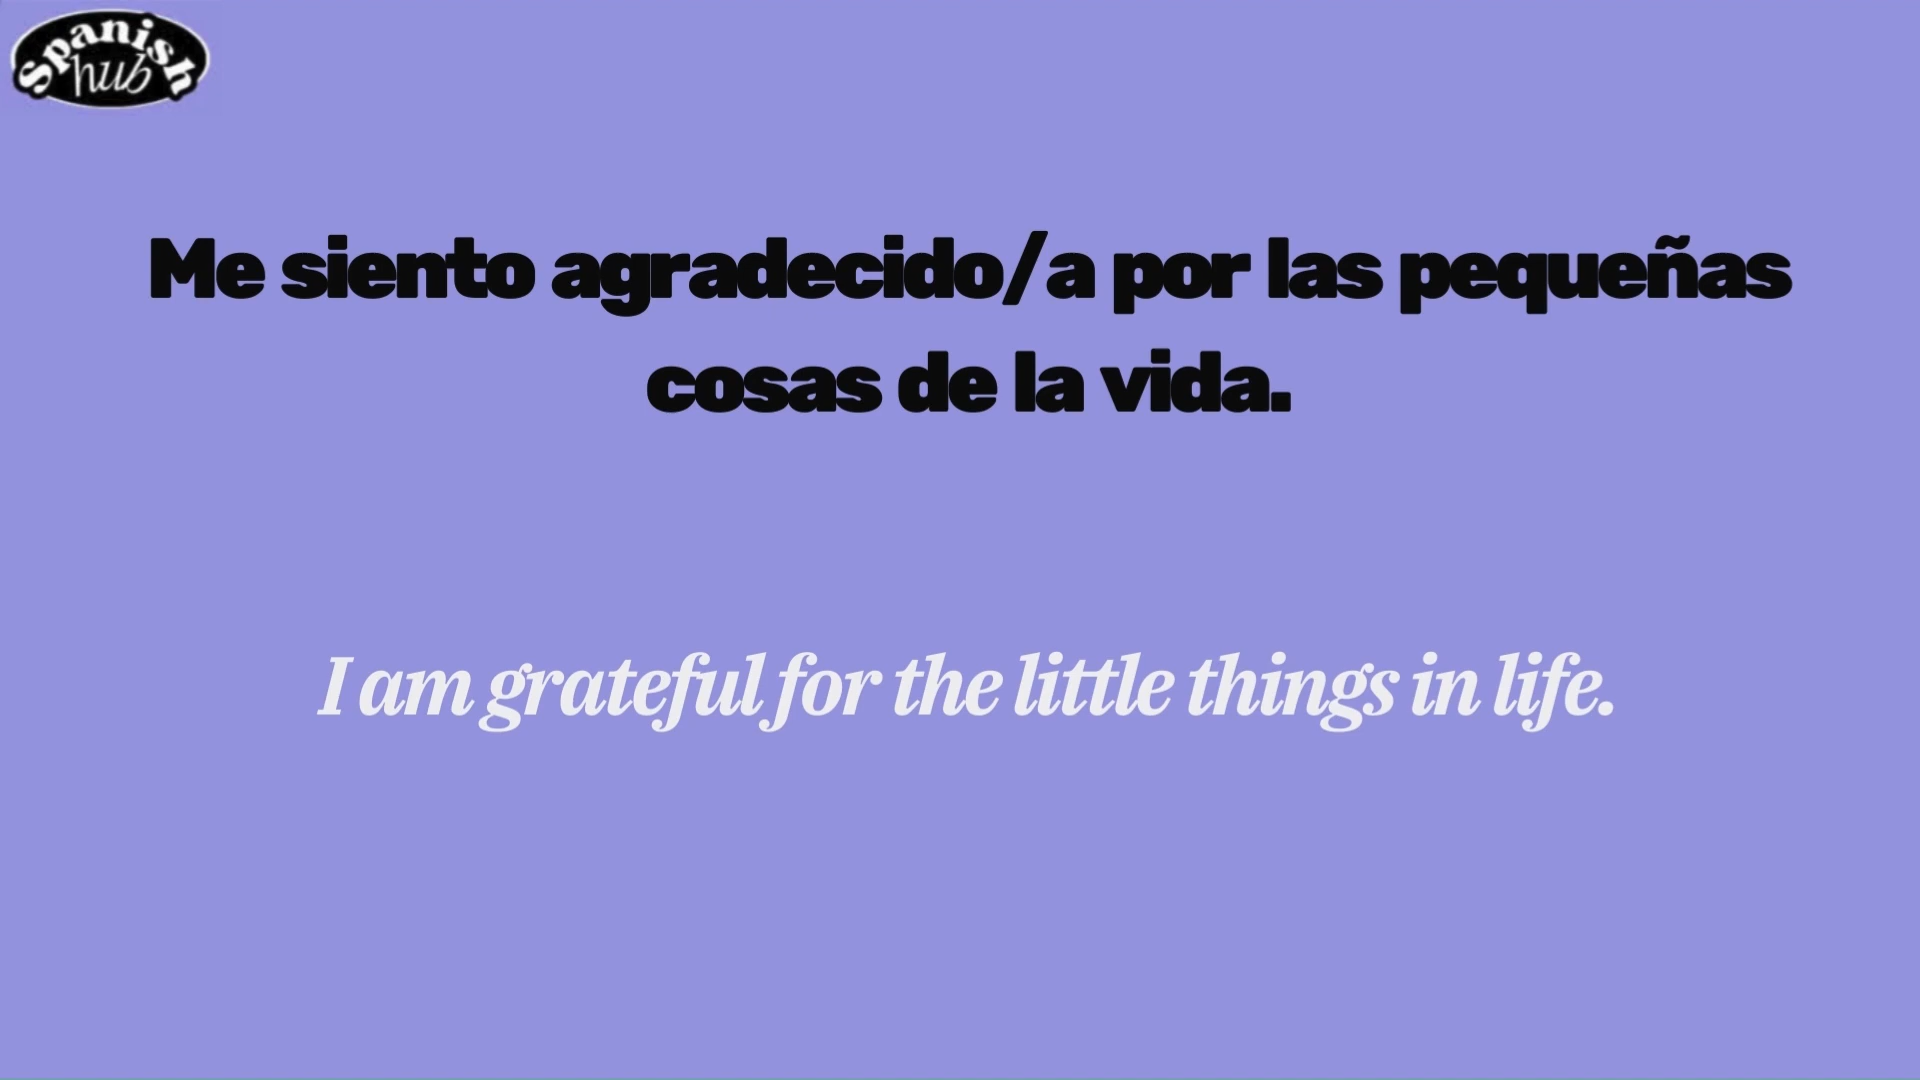 Spanish
hub
Me siento agradecido/a por las pequeñas
cosas de la vida.
I am grateful for the little things in life.